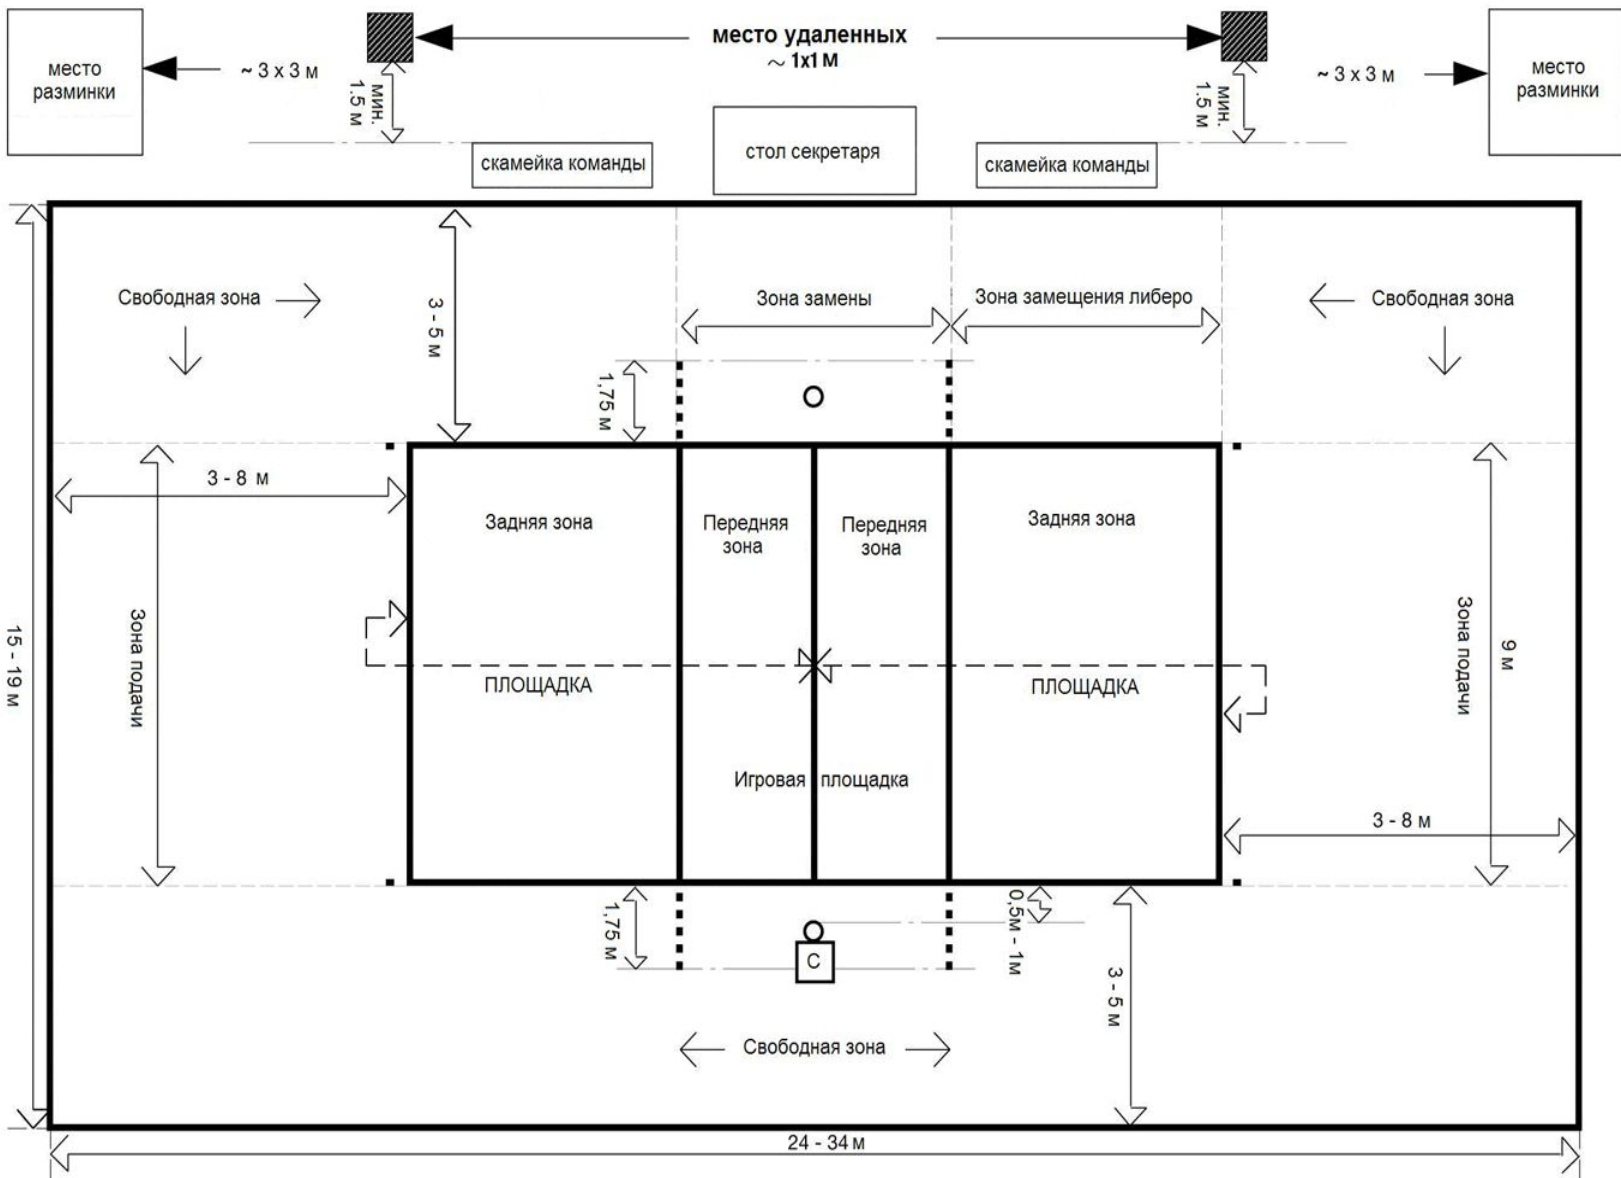 место удаленных
~ 1x1 м
место
разминки
~ 3 x 3 м
мин.
1.5 м
мин.
1.5 м
~ 3 x 3 м
место
разминки
скамейка команды
стол секретаря
скамейка команды
Свободная зона
3 - 5 м
Зона замены
Зона замещения либеро
Свободная зона
1,75 м
3 - 8 м
Задняя зона
Передняя
зона
Передняя
зона
Задняя зона
15 - 19 м
Зона подачи
ПЛОЩАДКА
ПЛОЩАДКА
Зона подачи
9 м
Игровая площадка
3 - 8 м
1,75 м
С
0,5м - 1м
3 - 5 м
Свободная зона
24 - 34 м